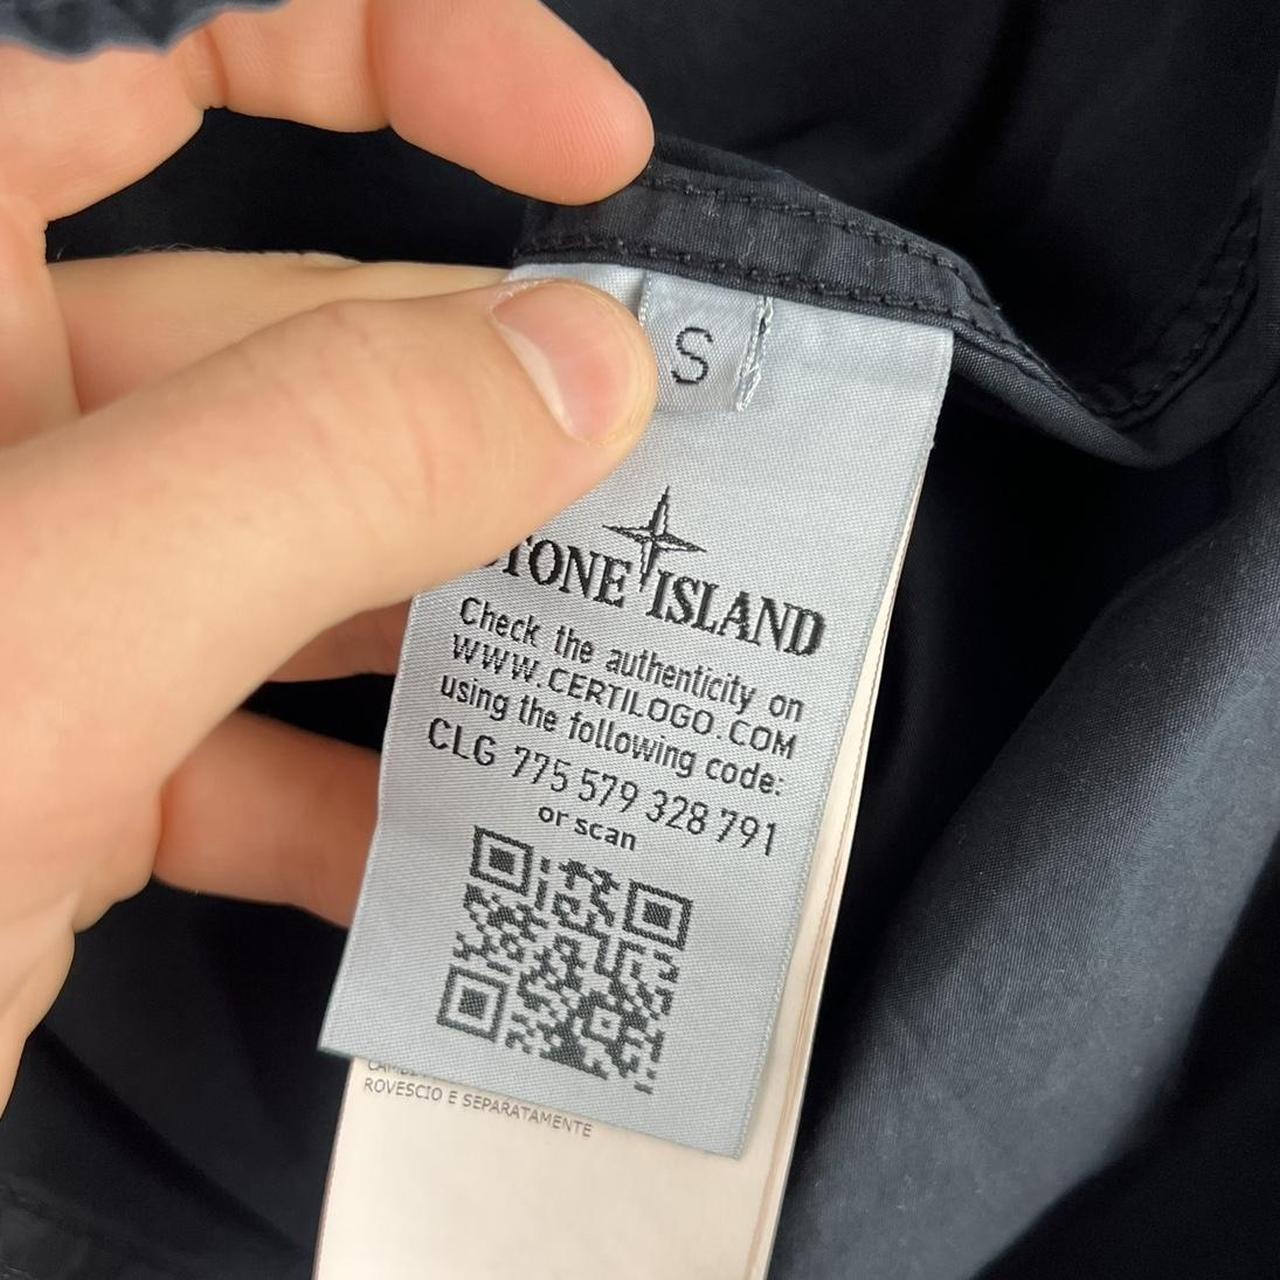 S
STONE ISLAND
Check the authenticity on
WWW.CERTILOGO.COM
using the following code:
CLG 775 579 328 791
or scan
ROVESCIO E SEPARATAMENTE